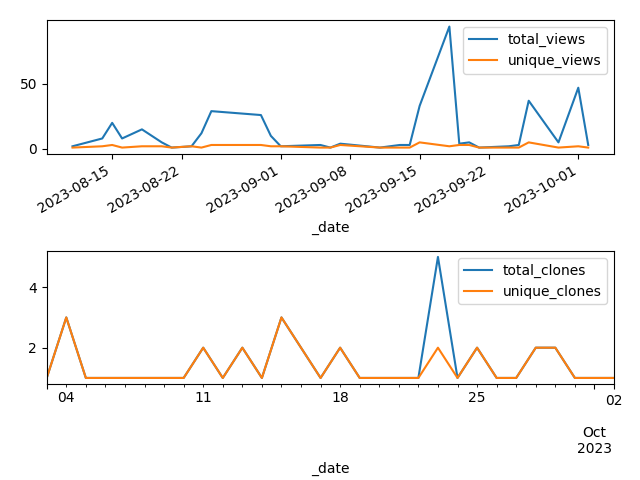 total_views
unique_views
50
0
2023-08-15
2023-08-22
2023-09-01
2023-09-08
2023-09-15
2023-09-22
2023-10-01
_date
total_clones
unique_clones
4
2
04
11
18
25
02
Oct
2023
_date